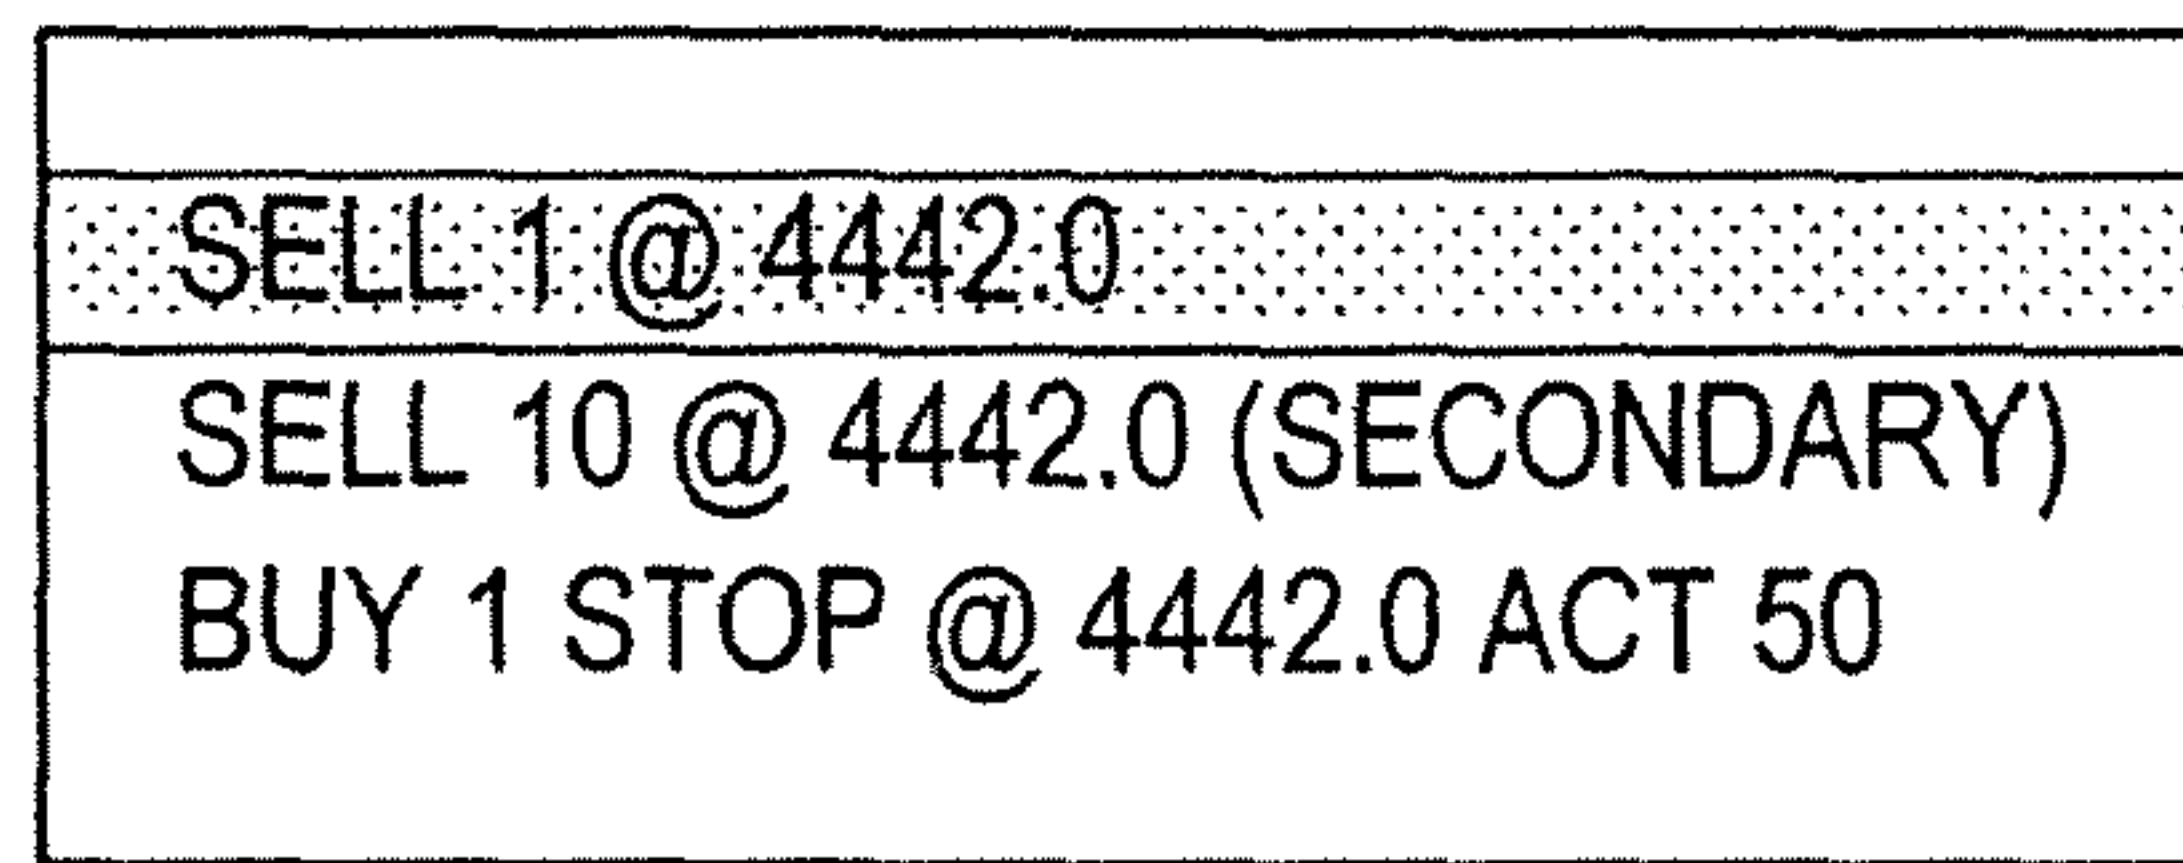 SELL 1 @ 4442.0
SELL 10 @ 4442.0 (SECONDARY)
BUY 1 STOP @ 4442.0 ACT 50